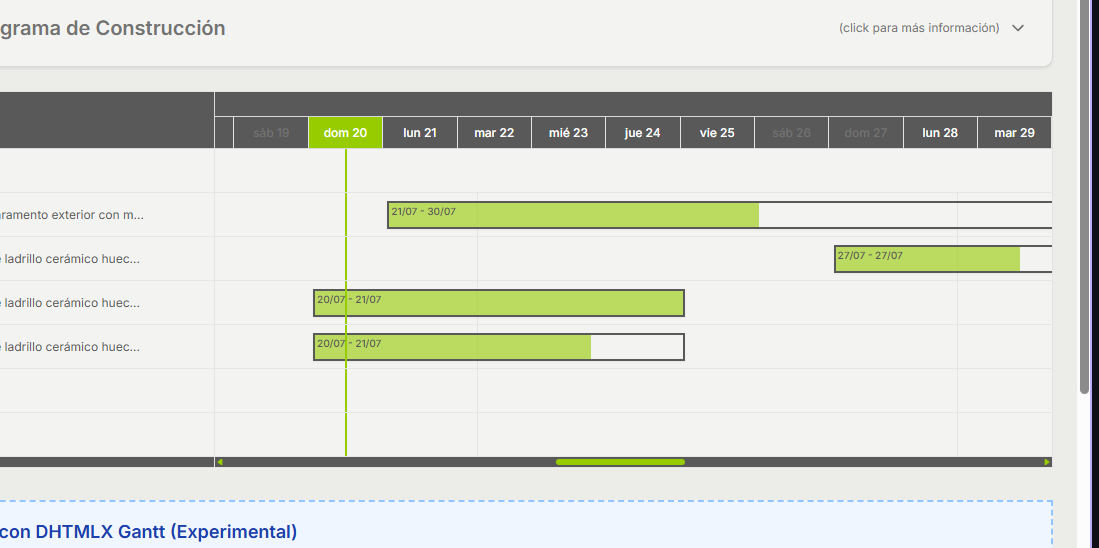 grama de Construcción
(click para más información)
sáb 19 dom 20 lun 21 mar 22 mié 23 jue 24 vie 25 sáb 26 dom 27 lun 28 mar 29
ramento exterior con m...
21/07 - 30/07
e ladrillo cerámico huec...
27/07 - 27/07
e ladrillo cerámico huec...
20/07 - 21/07
e ladrillo cerámico huec...
20/07 - 21/07
con DHTMLX Gantt (Experimental)